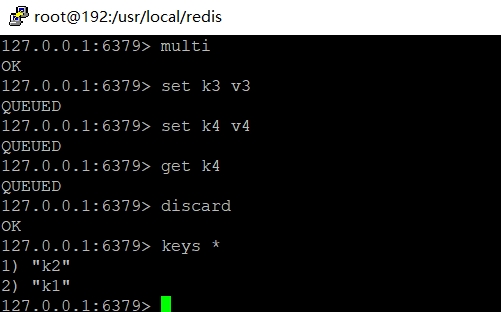 root@192:/usr/local/redis
127.0.0.1:6379> multi
OK
127.0.0.1:6379> set k3 v3
QUEUED
127.0.0.1:6379> set k4 v4
QUEUED
127.0.0.1:6379> get k4
QUEUED
127.0.0.1:6379> discard
OK
127.0.0.1:6379> keys *
1) "k2"
2) "k1"
127.0.0.1:6379>